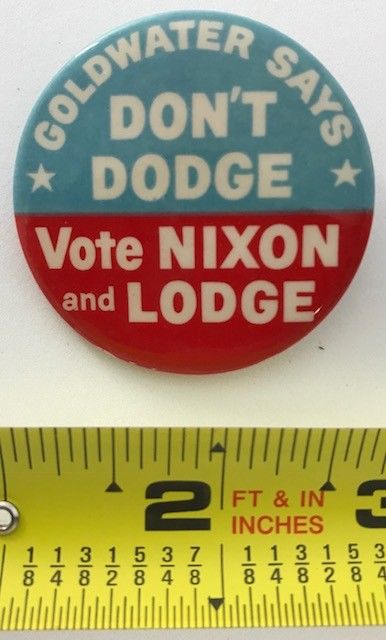 GOLDWATER SAYS
DON'T
DODGE
Vote NIXON
and LODGE
2 FT & IN 3
INCHES
1/8 1/4 3/8 1/2 5/8 3/4 7/8 1/8 1/4 3/8 1/2 5/8 3/4